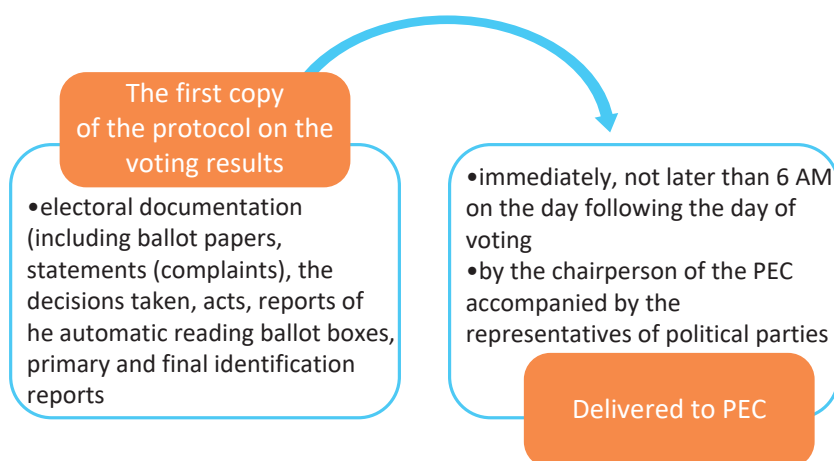 The first copy
of the protocol on the
voting results
•electoral documentation
(including ballot papers,
statements (complaints), the
decisions taken, acts, reports of
he automatic reading ballot boxes,
primary and final identification
reports
•immediately, not later than 6 AM
on the day following the day of
voting
•by the chairperson of the PEC
accompanied by the
representatives of political parties
Delivered to PEC